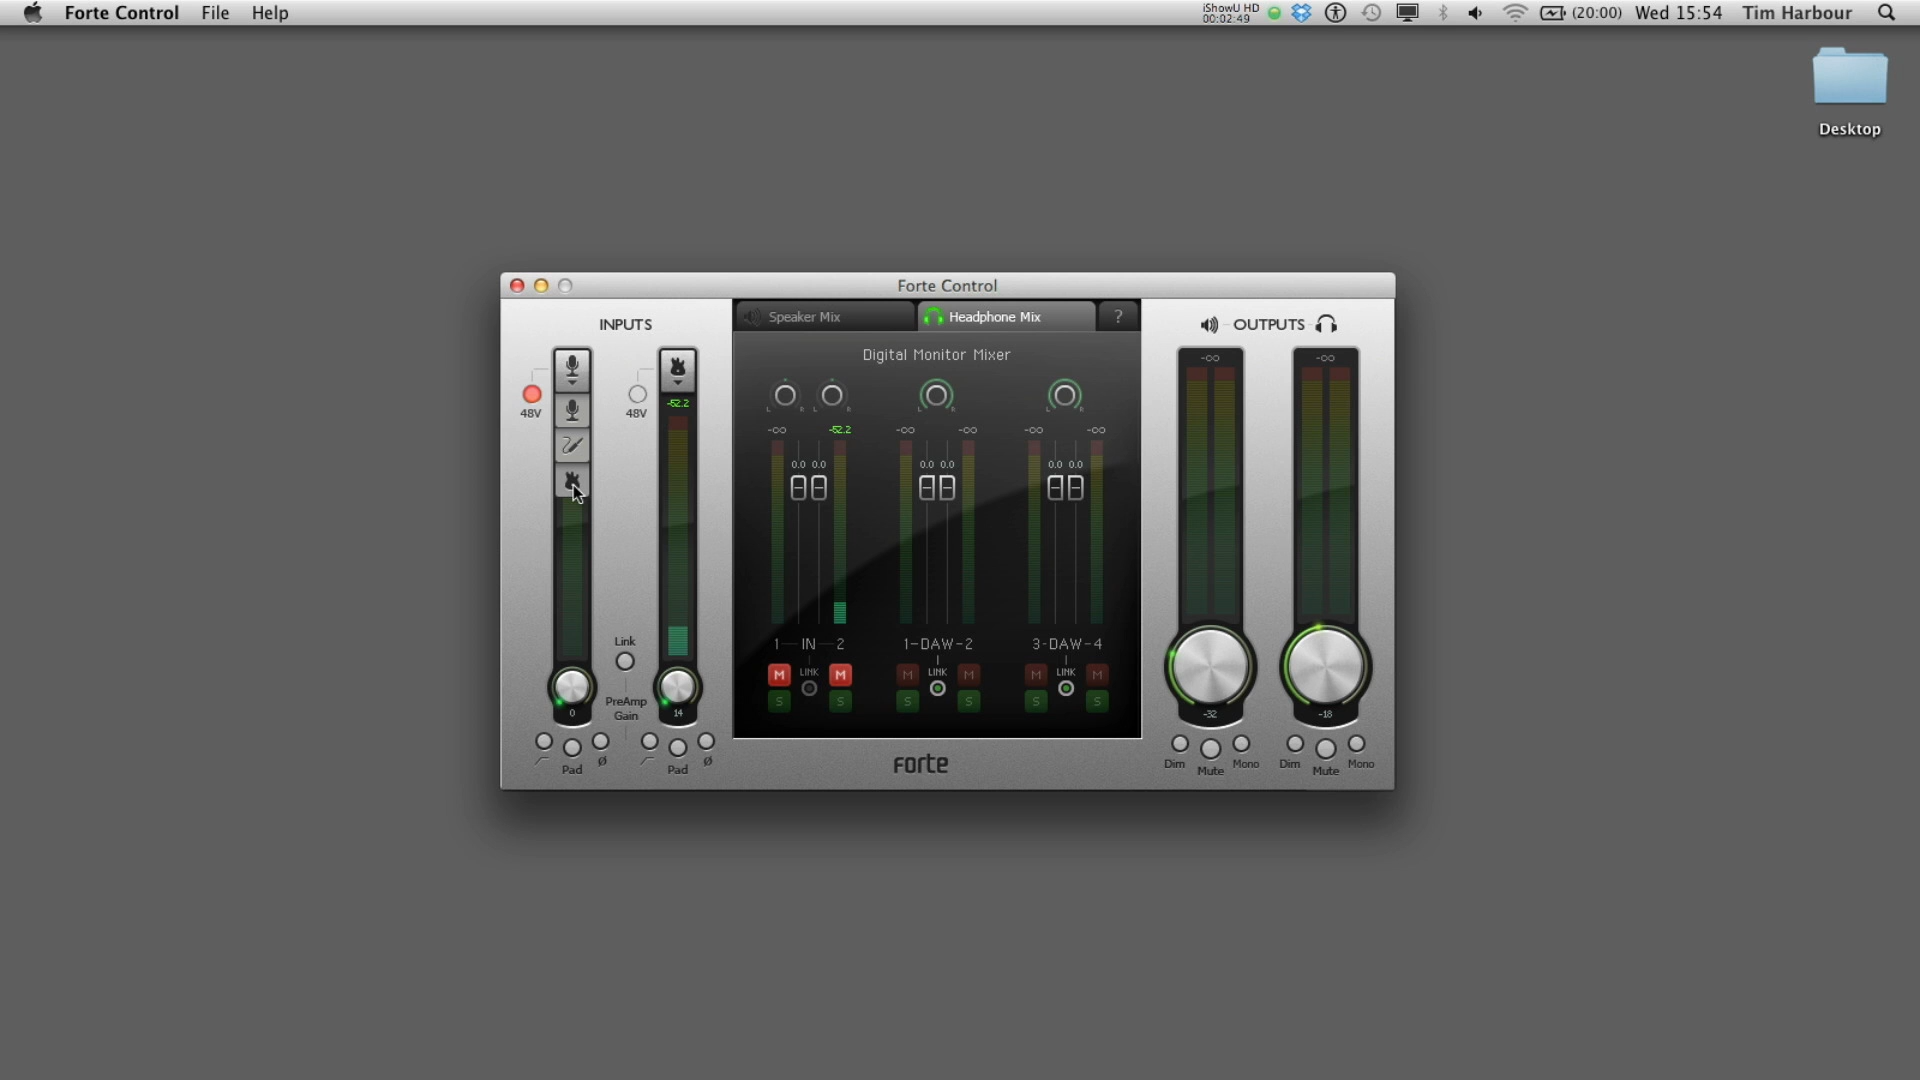 Forte Control File Help
iShowU HD
00:02:49
(20:00) Wed 15:54 Tim Harbour
Desktop
Forte Control
INPUTS
Speaker Mix
Headphone Mix
?
OUTPUTS
Digital Monitor Mixer
48V
48V
-52.2
L R L R
L R
L R
-∞ -52.2
-∞ -∞
-∞ -∞
-∞
-∞
0.0 0.0
0.0 0.0
0.0 0.0
Link
PreAmp
Gain
1 IN 2
1-DAW-2
3-DAW-4
M LINK M
M LINK M
M LINK M
S S
S S
S S
0
14
-32
-18
Pad Ø
Pad Ø
forte
Dim Mute Mono
Dim Mute Mono